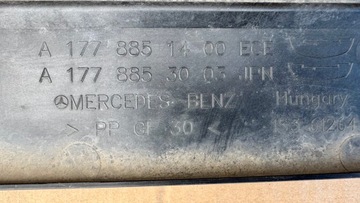 A 177 885 14 00 ECE
A 177 885 30 03 JPN
MERCEDES-BENZ Hungary
> PP GF 30 <